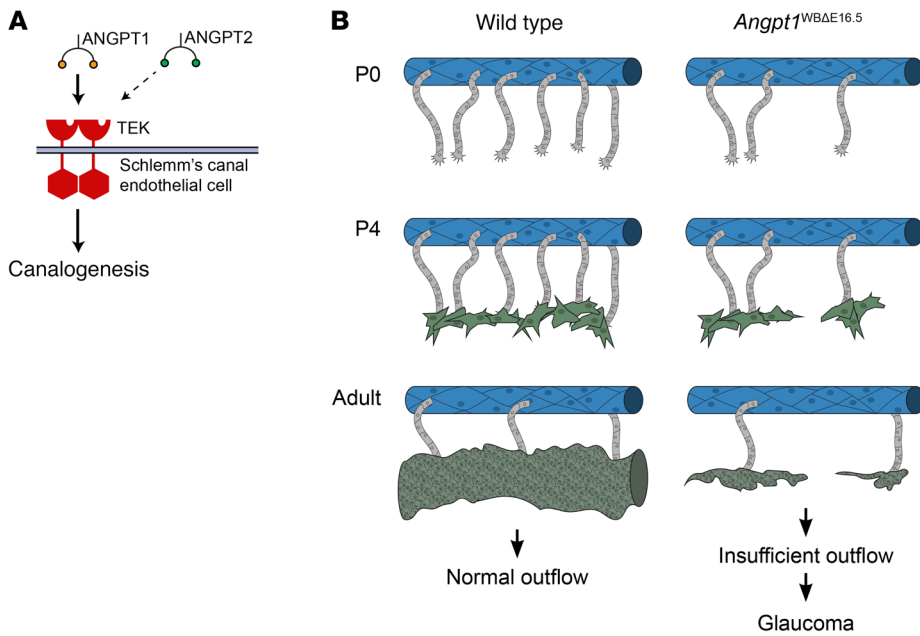 A
ANGPT1
ANGPT2
TEK
Schlemm's canal
endothelial cell
Canalogenesis
B
Wild type
Angpt1WBΔE16.5
P0
P4
Adult
Normal outflow
Insufficient outflow
Glaucoma